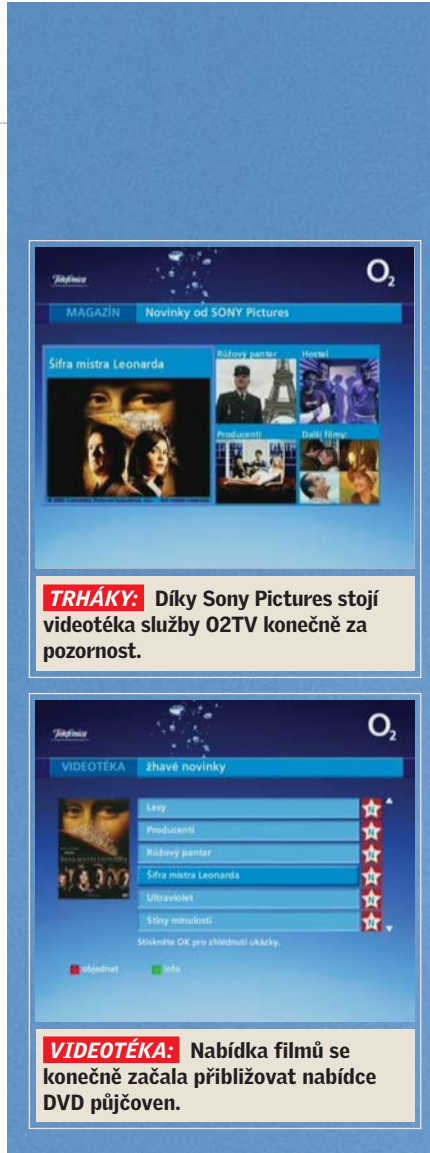 Telefónica
O2
MAGAZÍN Novinky od SONY Pictures
Šifra mistra Leonarda
Růžový panter Hostel
Producenti Další filmy:
TRHÁKY: Díky Sony Pictures stojí
videotéka služby O2TV konečně za
pozornost.
Telefónica
O2
VIDEOTÉKA žhavé novinky
Lesy
Producenti
Růžový panter
Šifra mistra Leonarda
Ultraviolet
Stíny minulosti
N
N
N
N
N
N
Stiskněte OK pro zhlédnutí ukázky.
objednat info
VIDEOTÉKA: Nabídka filmů se
konečně začala přibližovat nabídce
DVD půjčoven.